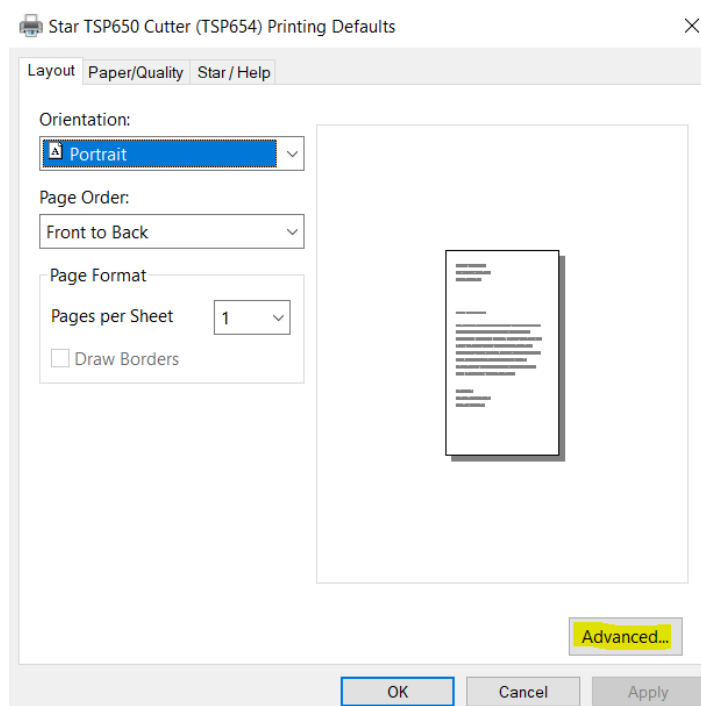 Star TSP650 Cutter (TSP654) Printing Defaults
Layout Paper/Quality Star / Help
Orientation:
A Portrait
Page Order:
Front to Back
Page Format
Pages per Sheet 1
Draw Borders
Advanced...
OK Cancel Apply